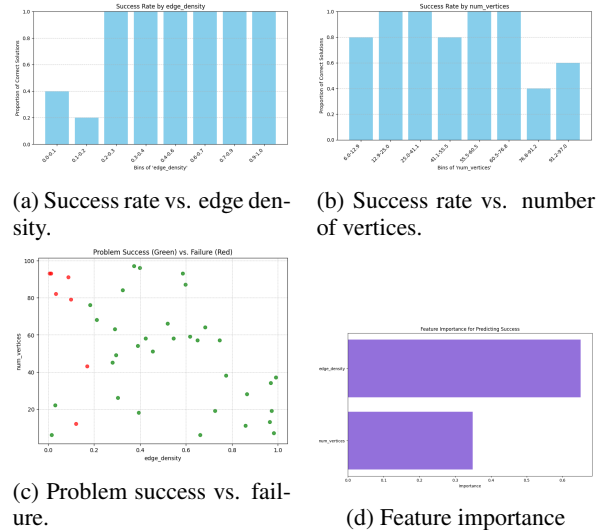 Success Rate by edge_density
Proportion of Correct Solutions
1.0
0.8
0.6
0.4
0.2
0.0
0.0-0.1
0.1-0.2
0.2-0.3
0.3-0.4
0.4-0.6
0.6-0.7
0.7-0.9
0.9-1.0
Bins of 'edge_density'
(a) Success rate vs. edge den-
sity.
Success Rate by num_vertices
Proportion of Correct Solutions
1.0
0.8
0.6
0.4
0.2
0.0
6.0-12.9
12.9-25.0
25.0-41.1
41.1-55.5
55.5-60.5
60.5-76.8
76.8-91.2
91.2-97.0
Bins of 'num_vertices'
(b) Success rate vs. number
of vertices.
Problem Success (Green) vs. Failure (Red)
num_vertices
100
80
60
40
20
0.0
0.2
0.4
0.6
0.8
1.0
edge_density
(c) Problem success vs. fail-
ure.
Feature Importance for Predicting Success
edge_density
num_vertices
0.0
0.1
0.2
0.3
0.4
0.5
0.6
Importance
(d) Feature importance